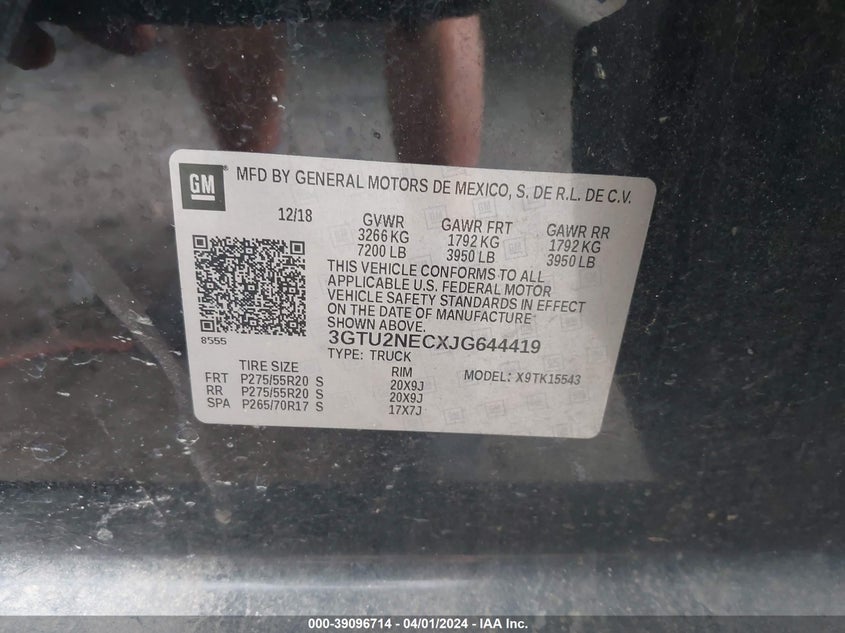 GM
MFD BY GENERAL MOTORS DE MEXICO, S. DE R.L. DE C.V.
12/18 GVWR GAWR FRT GAWR RR
3266 KG 1792 KG 1792 KG
7200 LB 3950 LB 3950 LB
THIS VEHICLE CONFORMS TO ALL
APPLICABLE U.S. FEDERAL MOTOR
VEHICLE SAFETY STANDARDS IN EFFECT
ON THE DATE OF MANUFACTURE
SHOWN ABOVE.
8555
3GTU2NECXJG644419
TYPE: TRUCK
TIRE SIZE RIM MODEL: X9TK15543
FRT P275/55R20 S 20X9J
RR P275/55R20 S 20X9J
SPA P265/70R17 S 17X7J
000-39096714 - 04/01/2024 - IAA Inc.